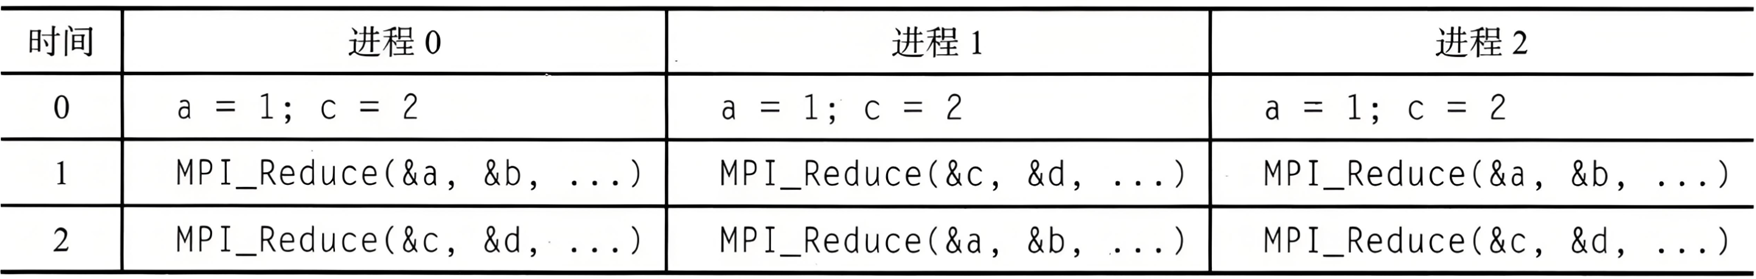 时间 进程 0 进程 1 进程 2
0 a = 1; c = 2 a = 1; c = 2 a = 1; c = 2
1 MPI_Reduce(&a, &b, ...) MPI_Reduce(&c, &d, ...) MPI_Reduce(&a, &b, ...)
2 MPI_Reduce(&c, &d, ...) MPI_Reduce(&a, &b, ...) MPI_Reduce(&c, &d, ...)